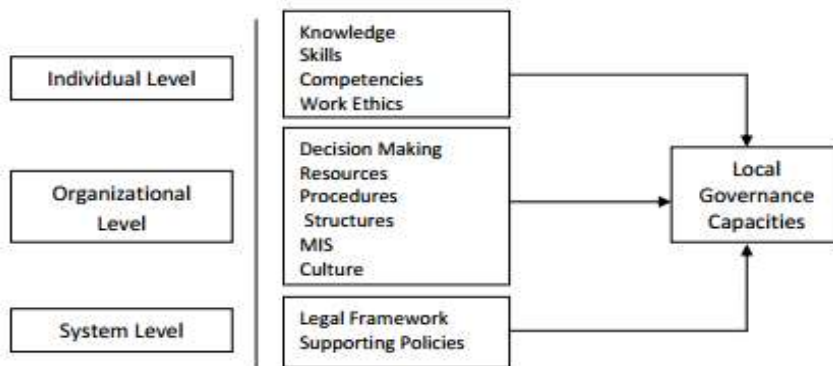 Individual Level
Knowledge
Skills
Competencies
Work Ethics
Organizational
Level
Decision Making
Resources
Procedures
Structures
MIS
Culture
Local
Governance
Capacities
System Level
Legal Framework
Supporting Policies